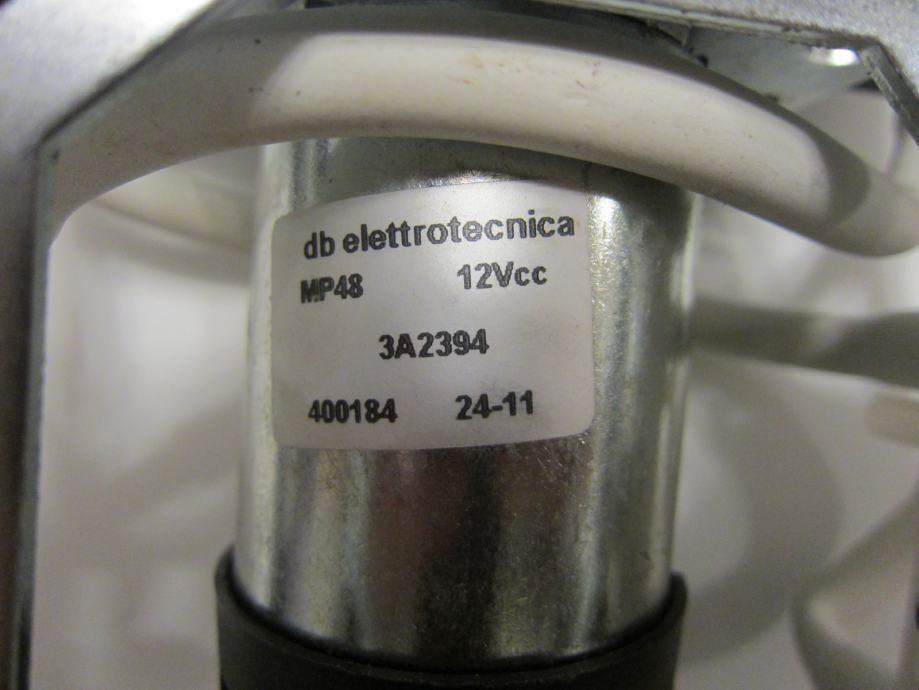 db elettrotecnica
MP48 12Vcc
3A2394
400184 24-11